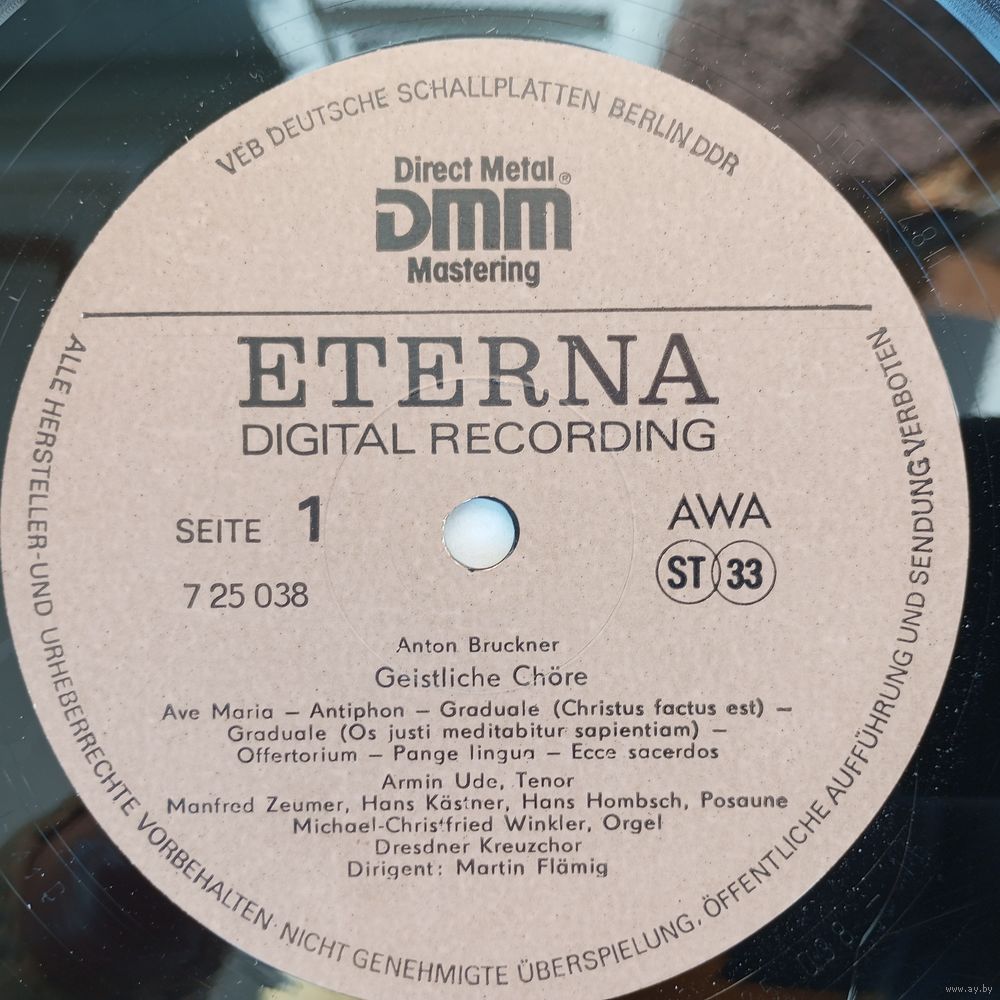 VEB DEUTSCHE SCHALLPLATTEN BERLIN DDR
Direct Metal ®
DMM
Mastering
ETERNA
DIGITAL RECORDING
SEITE 1
AWA
7 25 038
ST 33
Anton Bruckner
Geistliche Chöre
Ave Maria – Antiphon – Graduale (Christus factus est) –
Graduale (Os justi meditabitur sapientiam) –
Offertorium – Pange lingua – Ecce sacerdos
Armin Ude, Tenor
Manfred Zeumer, Hans Kästner, Hans Hombsch, Posaune
Michael-Christfried Winkler, Orgel
Dresdner Kreuzchor
Dirigent: Martin Flämig
ALLE HERSTELLER-UND URHEBERRECHTE VORBEHALTEN · NICHT GENEHMIGTE ÜBERSPIELUNG, ÖFFENTLICHE AUFFÜHRUNG UND SENDUNG VERBOTEN
www.ay.by